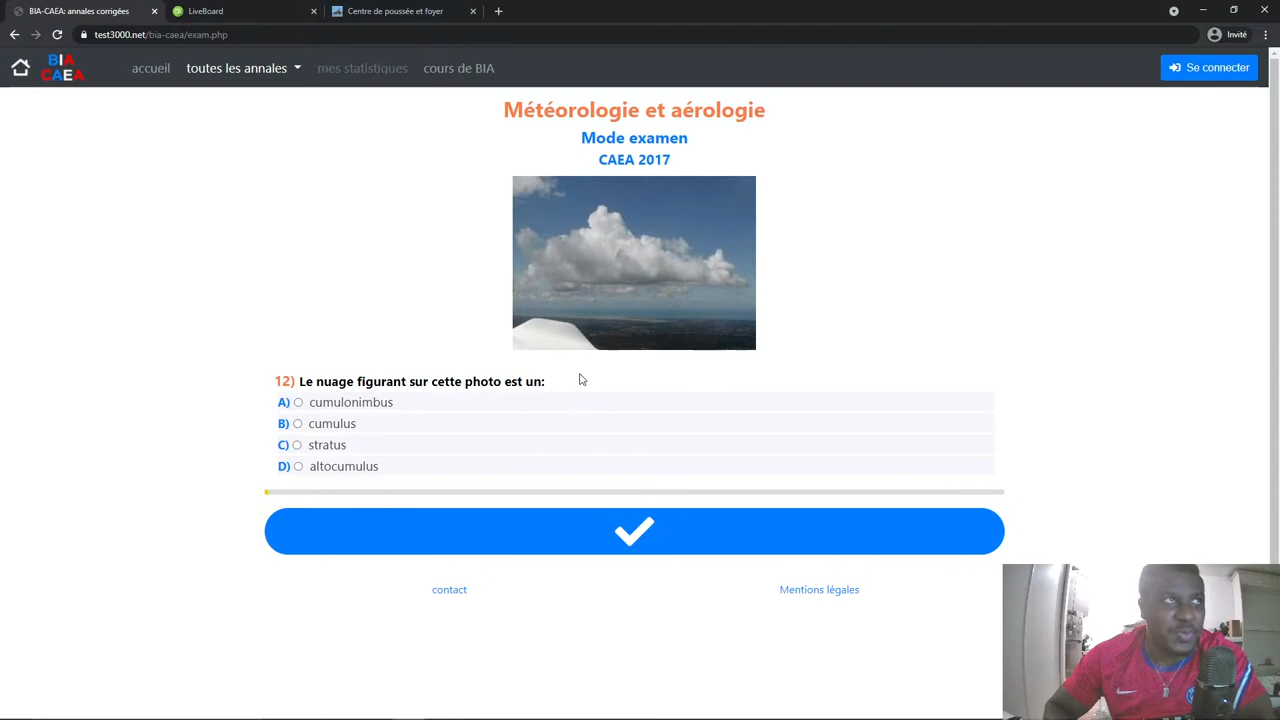 BIA-CAEA: annales corrigées
LiveBoard
Centre de poussée et foyer
test3000.net/bia-caea/exam.php
Invité
BIA
CAEA
accueil
toutes les annales
mes statistiques
cours de BIA
Se connecter
Météorologie et aérologie
Mode examen
CAEA 2017
12) Le nuage figurant sur cette photo est un:
A) cumulonimbus
B) cumulus
C) stratus
D) altocumulus
contact
Mentions légales